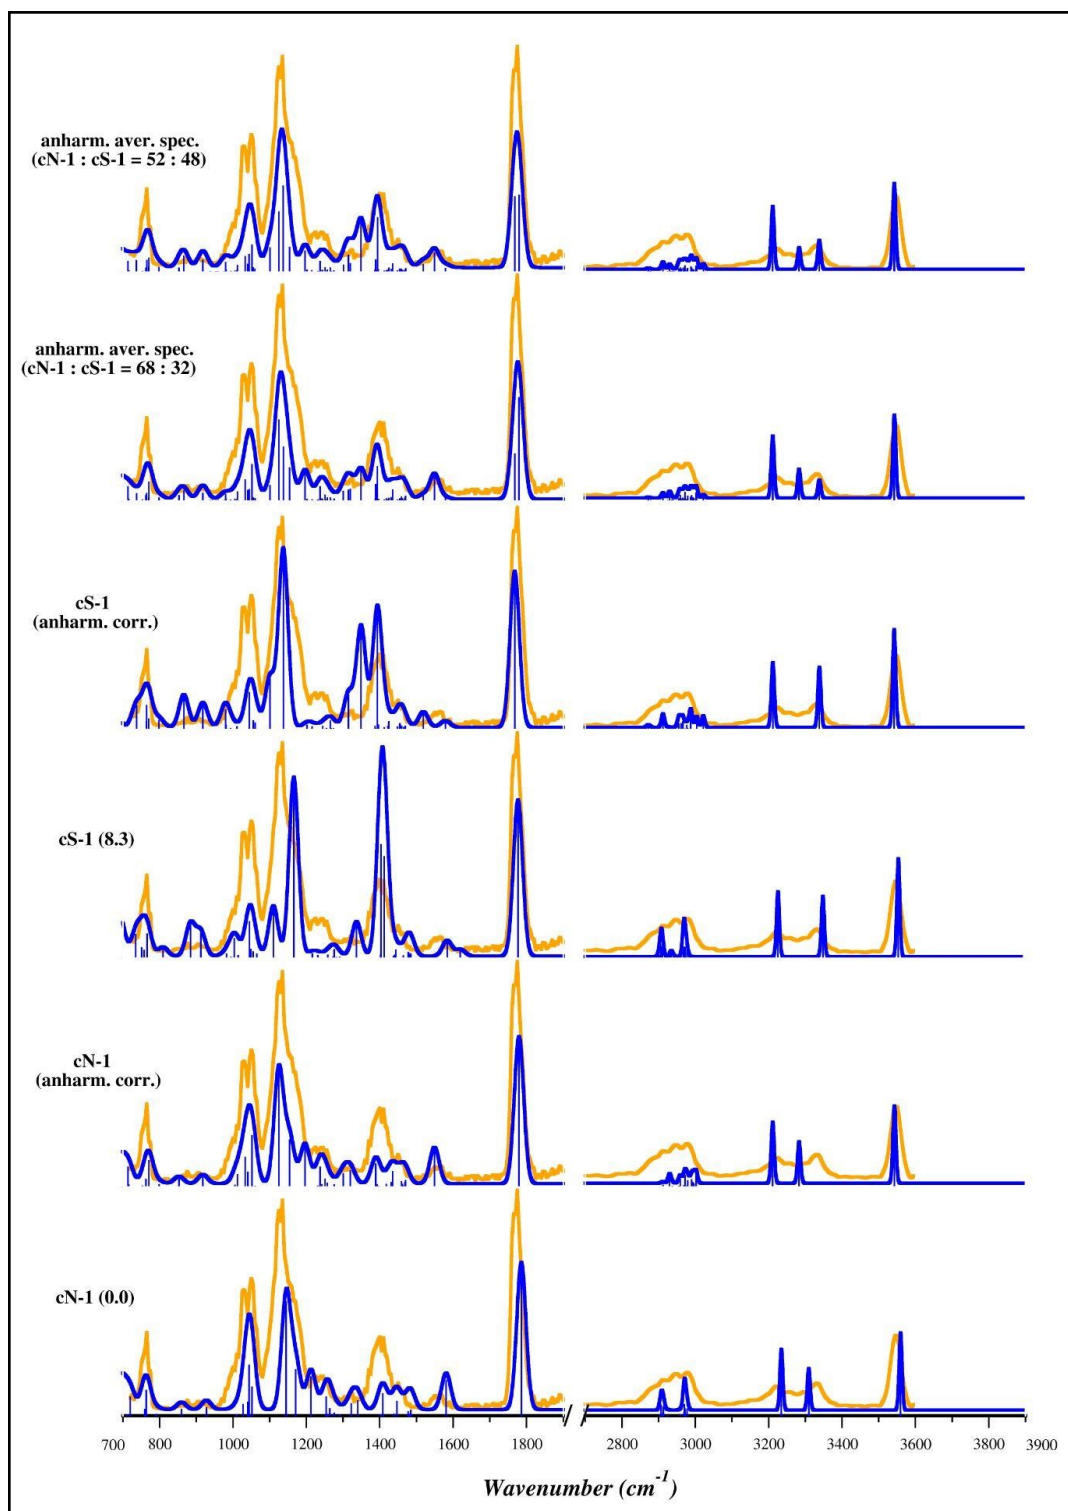 anharm. aver. spec.
(cN-1 : cS-1 = 52 : 48)
anharm. aver. spec.
(cN-1 : cS-1 = 68 : 32)
cS-1
(anharm. corr.)
cS-1 (8.3)
cN-1
(anharm. corr.)
cN-1 (0.0)
700 800 1000 1200 1400 1600 1800 // 2800 3000 3200 3400 3600 3800 3900
Wavenumber (cm⁻¹)